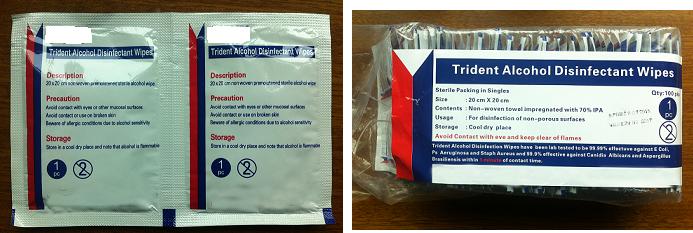 Trident Alcohol Disinfectant Wipes
Description
20 x 20 cm non woven premoistened sterile alcohol wipe
Precaution
Avoid contact with eyes or other mucosal surfaces
Avoid contact or use on broken skin
Beware of allergic conditions due to alcohol sensitivity
Storage
Store in a cool dry place and note that alcohol is flammable
1
pc
2
Trident Alcohol Disinfectant Wipes
Description
20 x 20 cm non woven premoistened sterile alcohol wipe
Precaution
Avoid contact with eyes or other mucosal surfaces
Avoid contact or use on broken skin
Beware of allergic conditions due to alcohol sensitivity
Storage
Store in a cool dry place and note that alcohol is flammable
1
pc
2
Trident Alcohol Disinfectant Wipes
Sterile Packing in Singles
Qty:100 pcs
Size : 20 cm X 20 cm
Contents : Non-woven towel impregnated with 70% IPA
Usage : For disinfection of non-porous surfaces
Storage : Cool dry place
Avoid Contact with eye and keep clear of flames
1
pc
2
Trident Alcohol Disinfection Wipes have been lab tested to be 99.99% effective against E Coli,
Ps Aeruginosa and Staph Aureus and 99.9% effective against Canidia Albicans and Aspergillus
Brasiliensis within 1 minute of contact time.